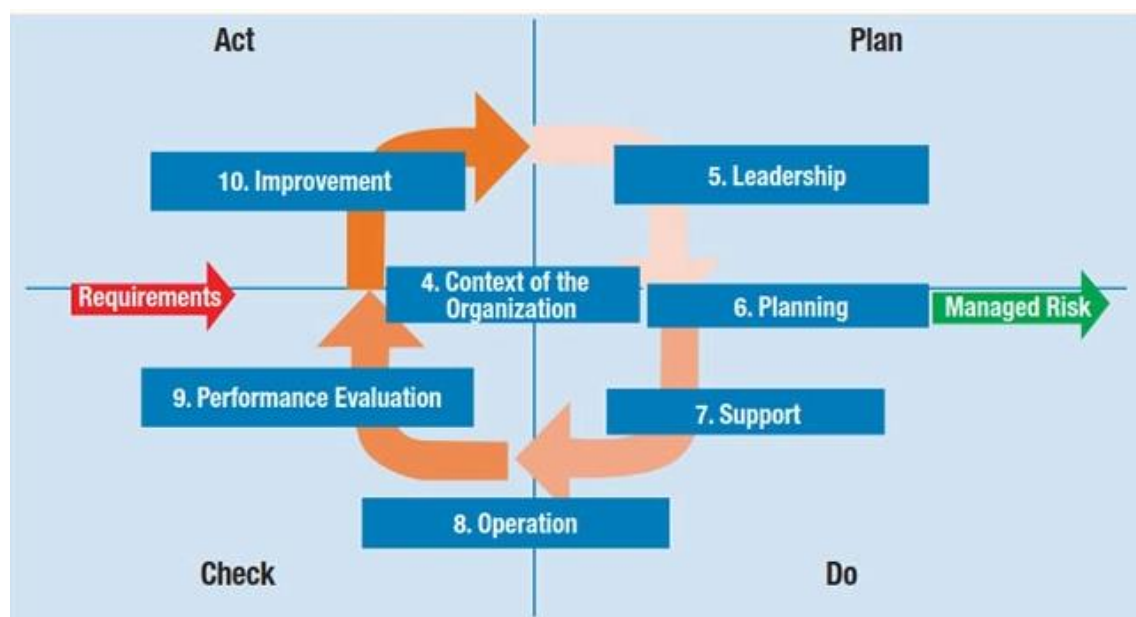 Act
Plan
10. Improvement
5. Leadership
Requirements
4. Context of the
Organization
6. Planning
Managed Risk
9. Performance Evaluation
7. Support
8. Operation
Check
Do